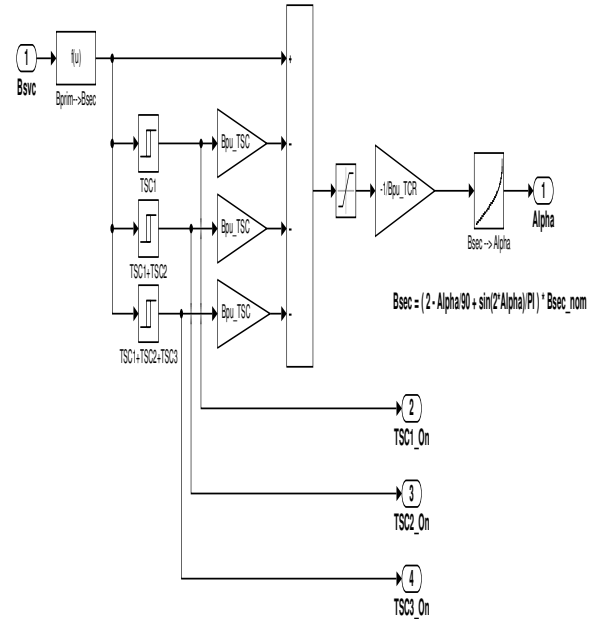 1
Bsvc
f(u)
Bprim-->Bsec
+
-
-
-
TSC1
Bpu_TSC
TSC1+TSC2
Bpu_TSC
TSC1+TSC2+TSC3
Bpu_TSC
-1/Bpu_TCR
Bsec --> Alpha
1
Alpha
Bsec = ( 2 - Alpha/90 + sin(2*Alpha)/PI ) * Bsec_nom
2
TSC1_On
3
TSC2_On
4
TSC3_On